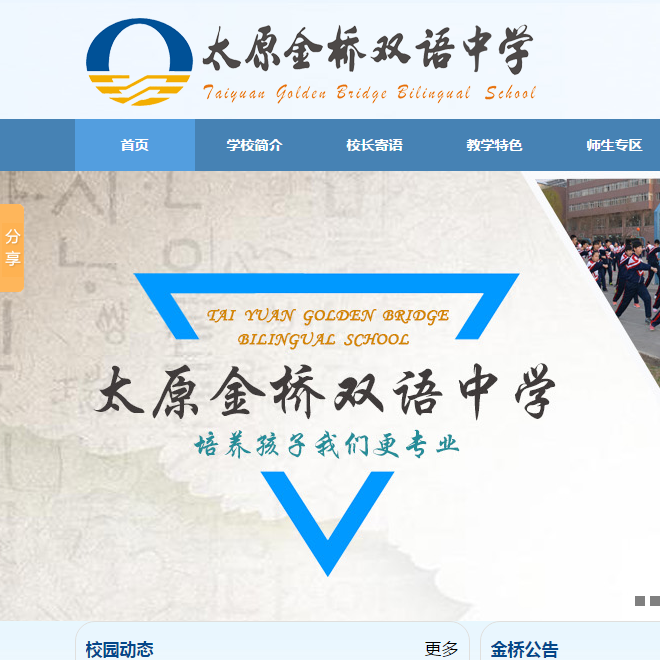 太原金桥双语中学
Taiyuan Golden Bridge Bilingual School
首页 学校简介 校长寄语 教学特色 师生专区
分享
TAI YUAN GOLDEN BRIDGE
BILINGUAL SCHOOL
太原金桥双语中学
培养孩子我们更专业
校园动态 更多 金桥公告